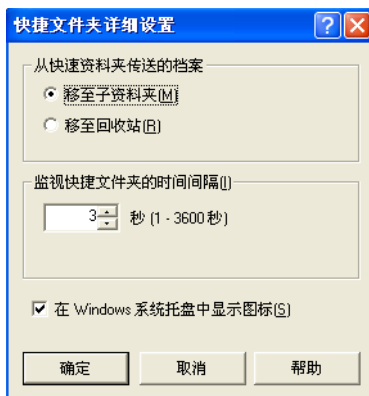 快捷文件夹详细设置
从快速资料夹传送的档案
移至子资料夹(M)
移至回收站(R)
监视快捷文件夹的时间间隔(I)
3 秒 (1 - 3600 秒)
在 Windows 系统托盘中显示图标(S)
确定 取消 帮助